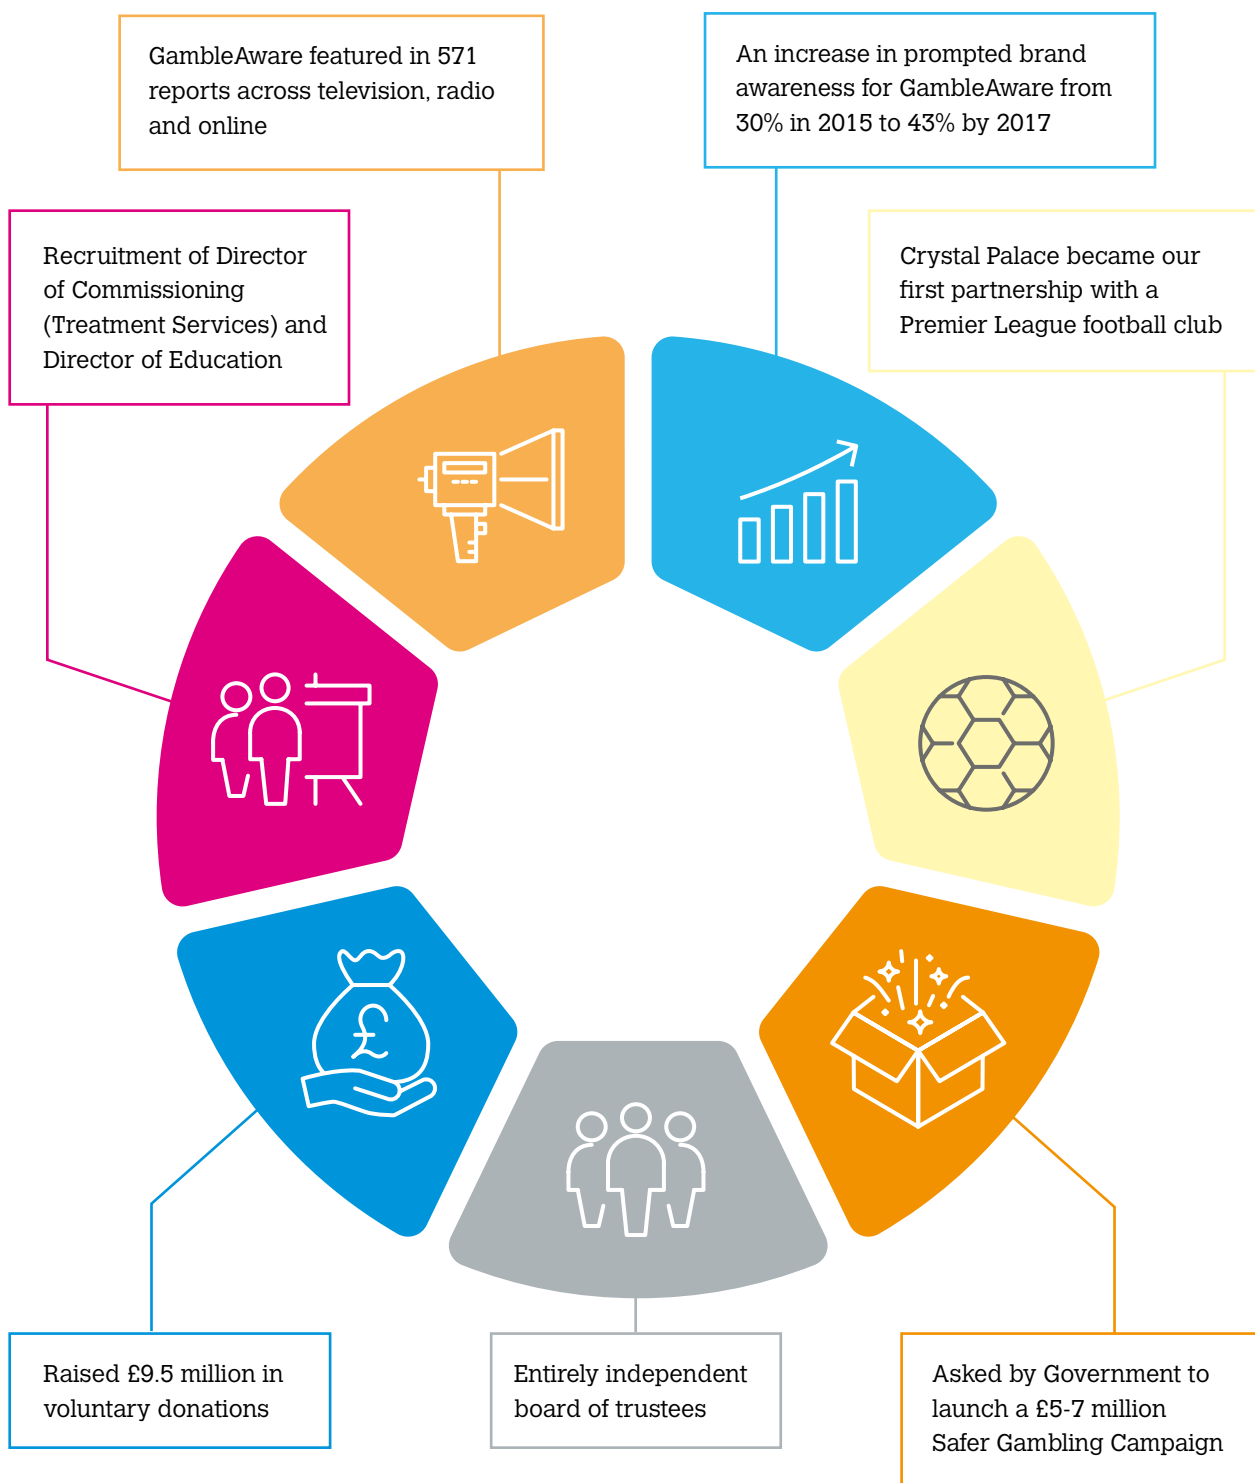 GambleAware featured in 571
reports across television, radio
and online
An increase in prompted brand
awareness for GambleAware from
30% in 2015 to 43% by 2017
Recruitment of Director
of Commissioning
(Treatment Services) and
Director of Education
Crystal Palace became our
first partnership with a
Premier League football club
£
Raised £9.5 million in
voluntary donations
Entirely independent
board of trustees
Asked by Government to
launch a £5-7 million
Safer Gambling Campaign